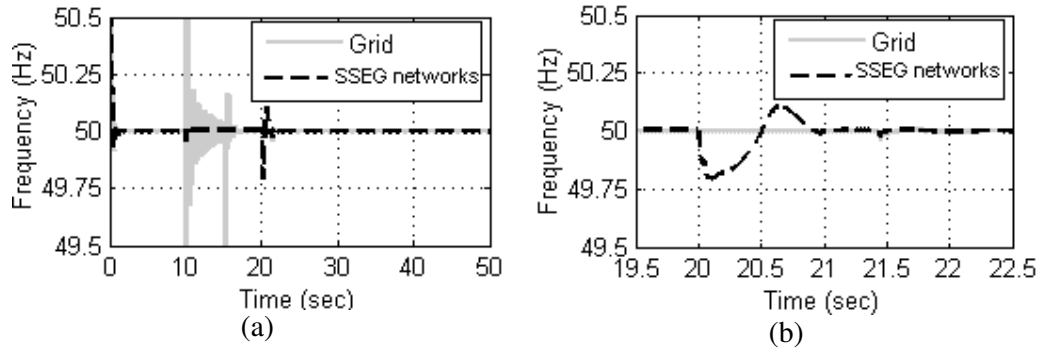 50.5
50.25
50
49.75
49.5
Frequency (Hz)
Grid
SSEG networks
0
10
20
30
40
50
Time (sec)
(a)
50.5
50.25
50
49.75
49.5
Frequency (Hz)
Grid
SSEG networks
19.5
20
20.5
21
21.5
22
22.5
Time (sec)
(b)